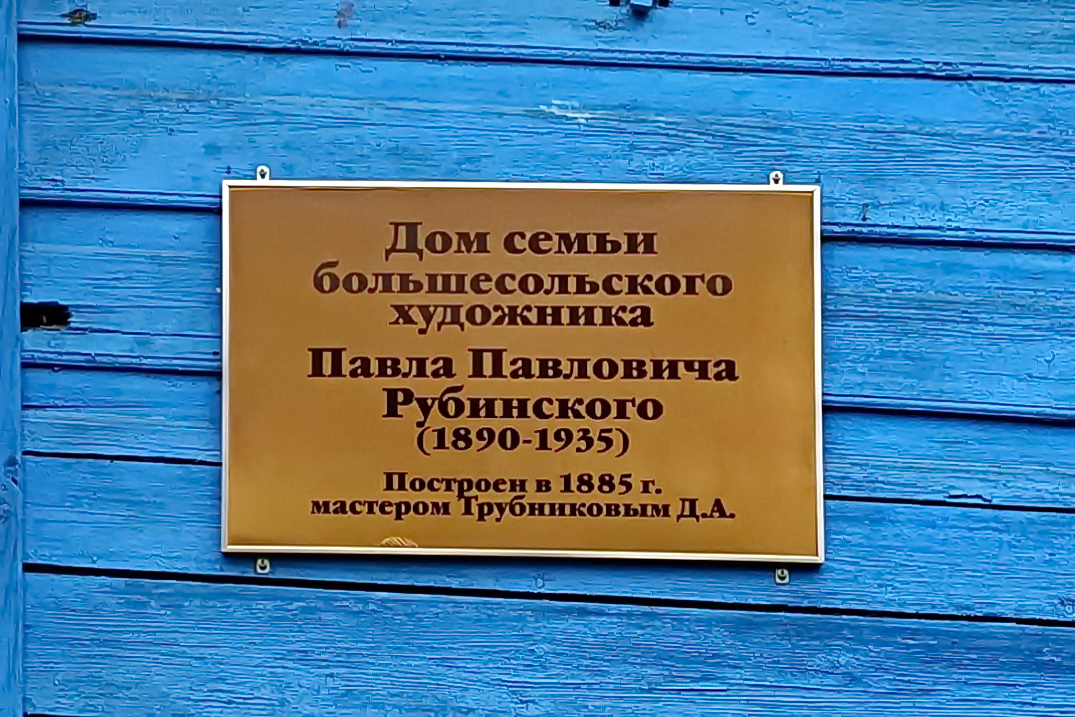 Дом семьи
большесольского
художника
Павла Павловича
Рубинского
(1890-1935)
Построен в 1885 г.
мастером Трубниковым Д.А.